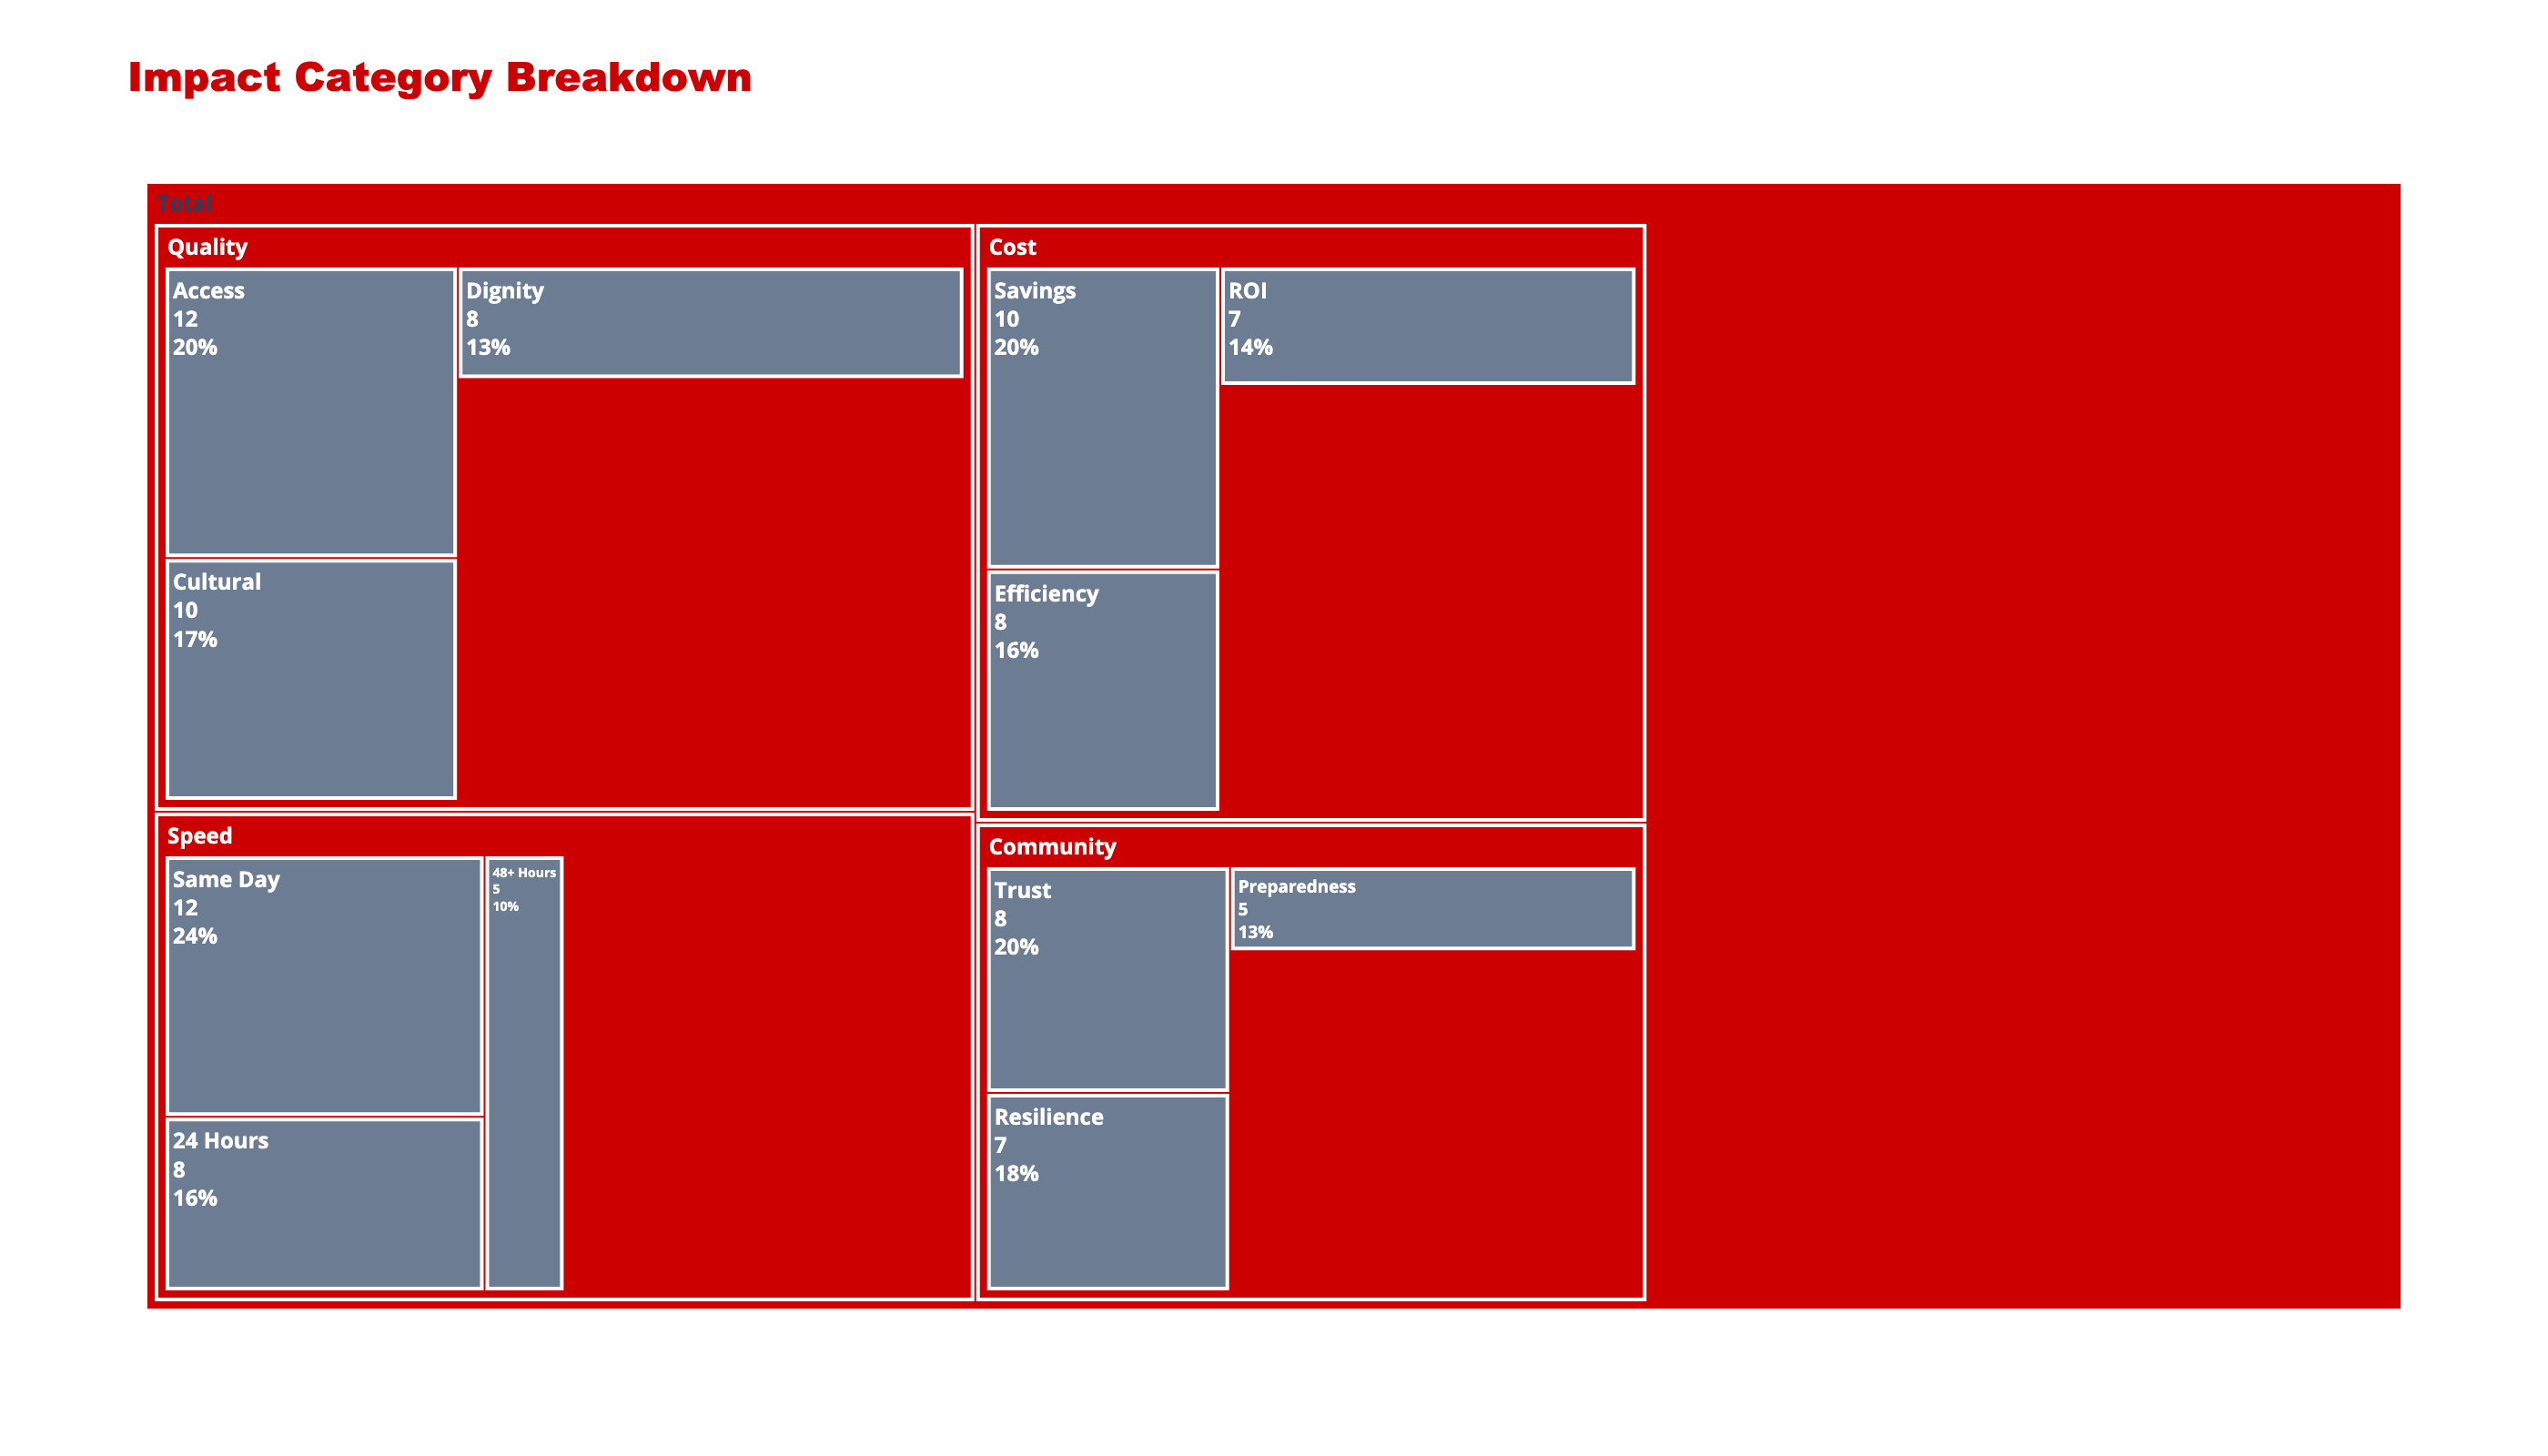 Impact Category Breakdown
Total
Quality
Access
12
20%
Dignity
8
13%
Cultural
10
17%
Cost
Savings
10
20%
ROI
7
14%
Efficiency
8
16%
Speed
Same Day
12
24%
48+ Hours
5
10%
24 Hours
8
16%
Community
Trust
8
20%
Preparedness
5
13%
Resilience
7
18%